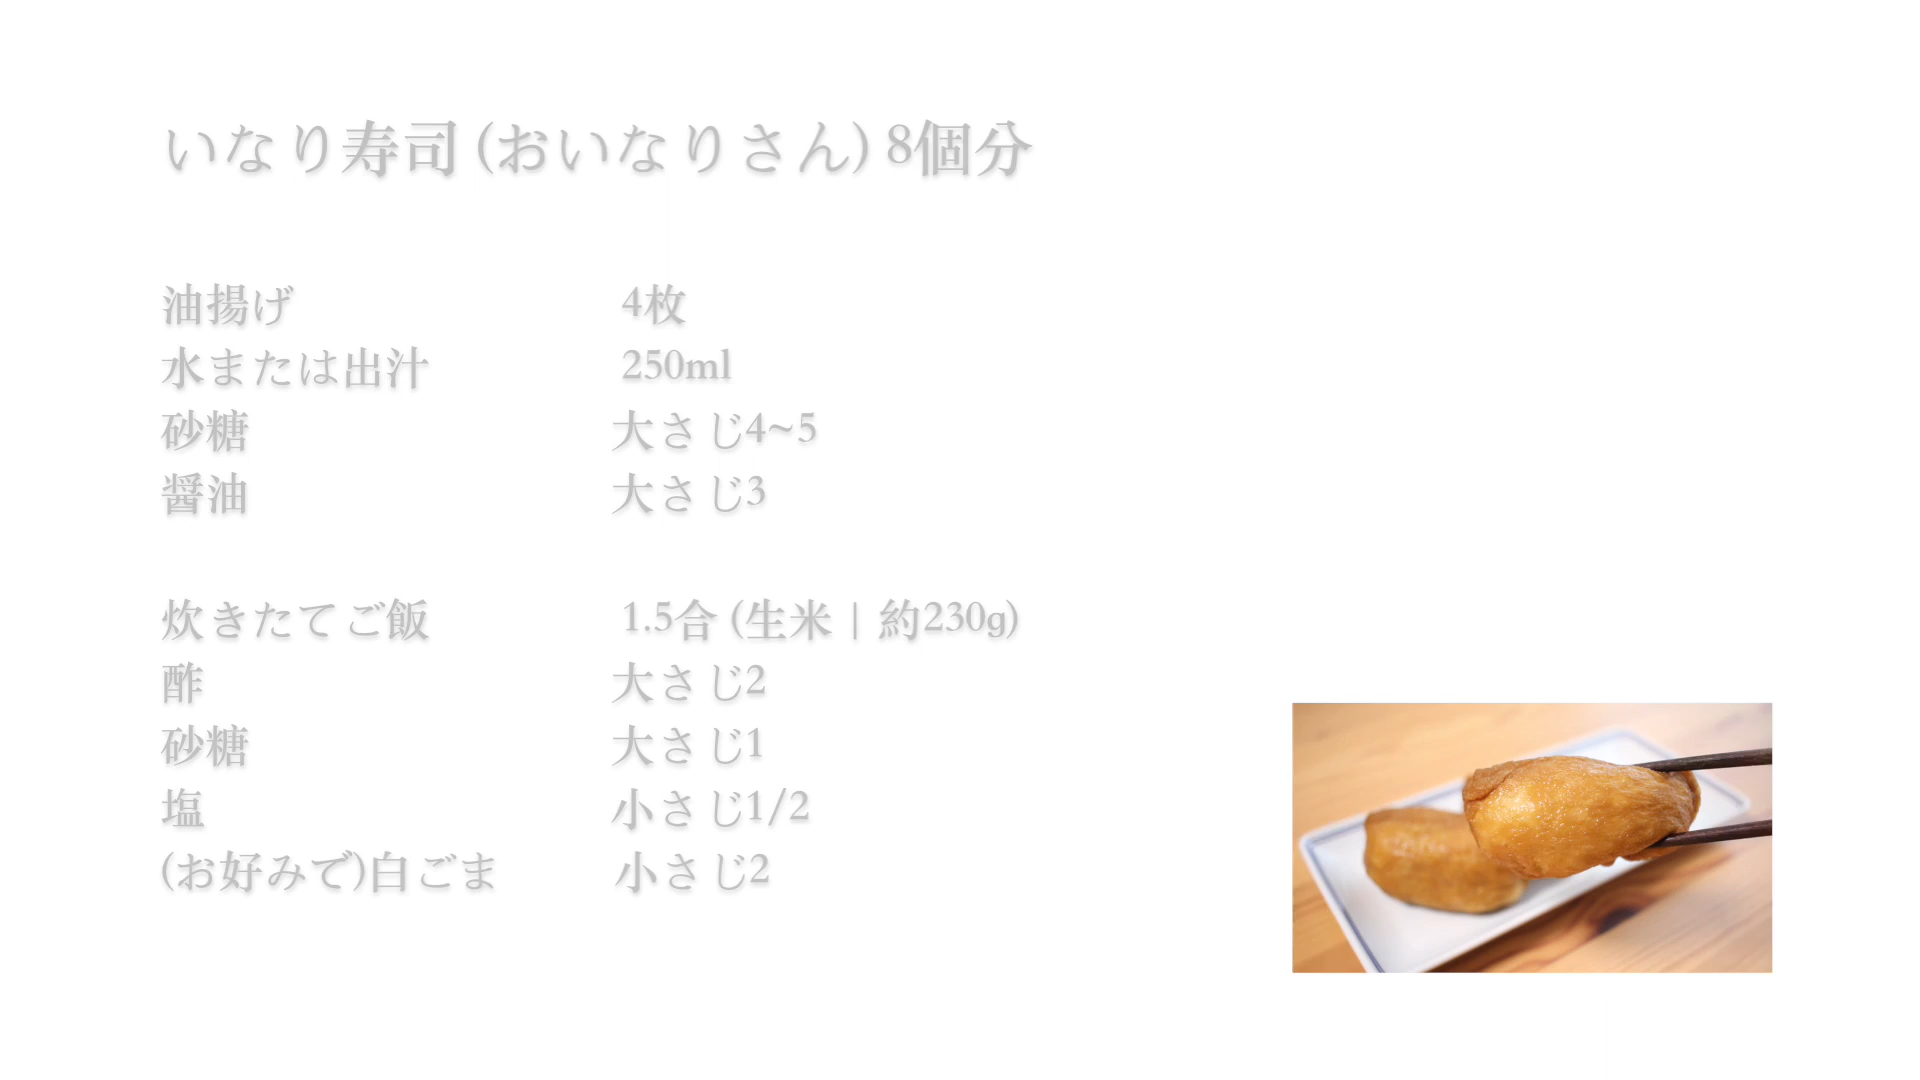 いなり寿司 (おいなりさん) 8個分
油揚げ 4枚
水または出汁 250ml
砂糖 大さじ4~5
醤油 大さじ3
炊きたてご飯 1.5合 (生米 | 約230g)
酢 大さじ2
砂糖 大さじ1
塩 小さじ1/2
(お好みで)白ごま 小さじ2